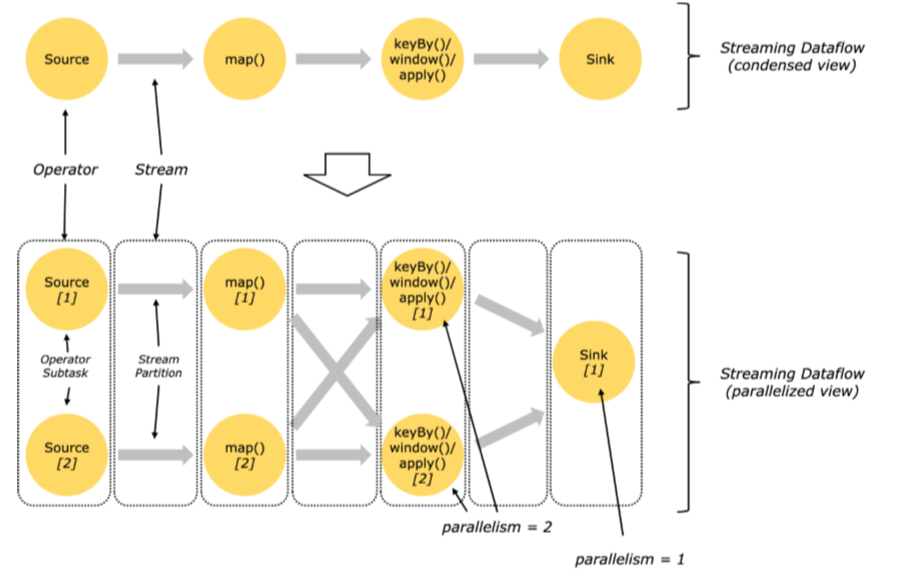 Source
map()
keyBy()/
window()/
apply()
Sink
Streaming Dataflow
(condensed view)
Operator
Stream
Source
[1]
map()
[1]
keyBy()/
window()/
apply()
[1]
Operator
Subtask
Stream
Partition
Sink
[1]
Streaming Dataflow
(parallelized view)
Source
[2]
map()
[2]
keyBy()/
window()/
apply()
[2]
parallelism = 2
parallelism = 1